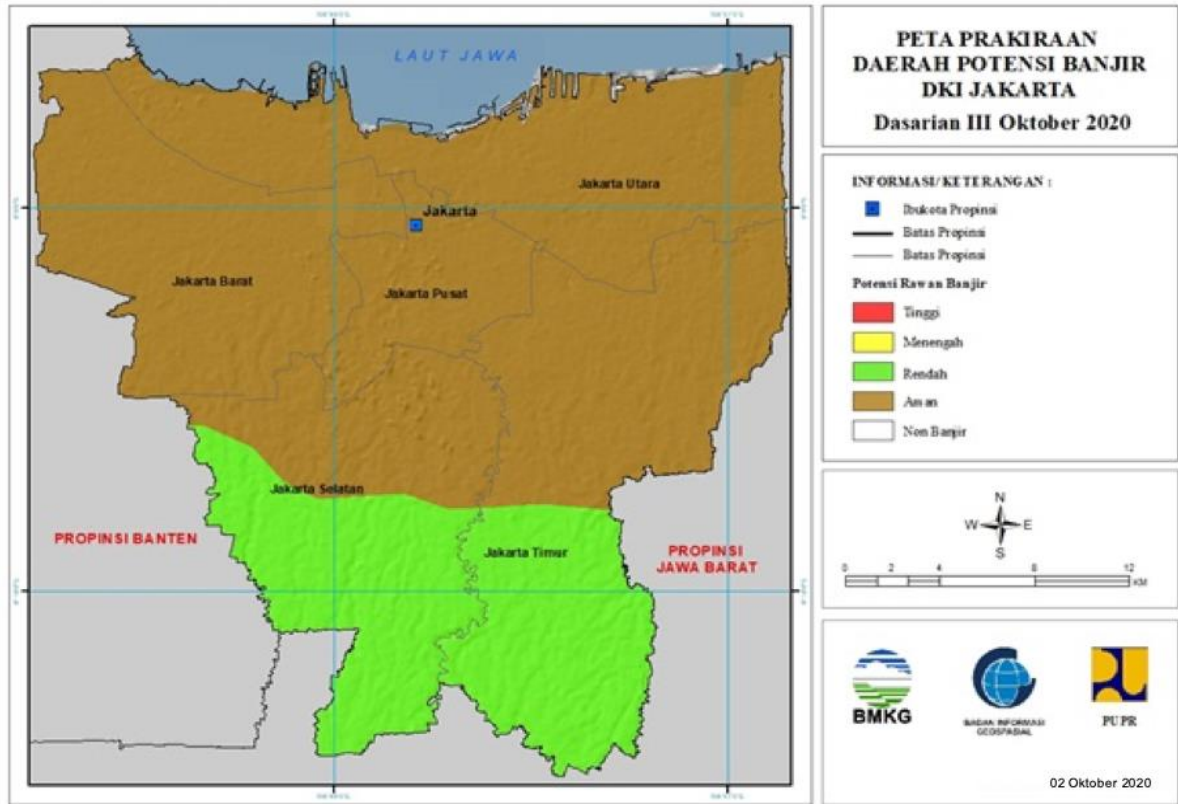 PETA PRAKIRAAN
DAERAH POTENSI BANJIR
DKI JAKARTA
Dasarian III Oktober 2020
LAUT JAWA
Jakarta Utara
Jakarta
Jakarta Barat
Jakarta Pusat
Jakarta Selatan
Jakarta Timur
PROPINSI BANTEN
PROPINSI
JAWA BARAT
INFORMASI/KETERANGAN :
Ibukota Propinsi
Batas Propinsi
Batas Propinsi
Potensi Rawan Banjir
Tinggi
Menengah
Rendah
Aman
Non Banjir
N
W E
S
0 2 4 8 12
KM
BMKG
BADAN INFORMASI
GEOSPASIAL
PUPR
02 Oktober 2020